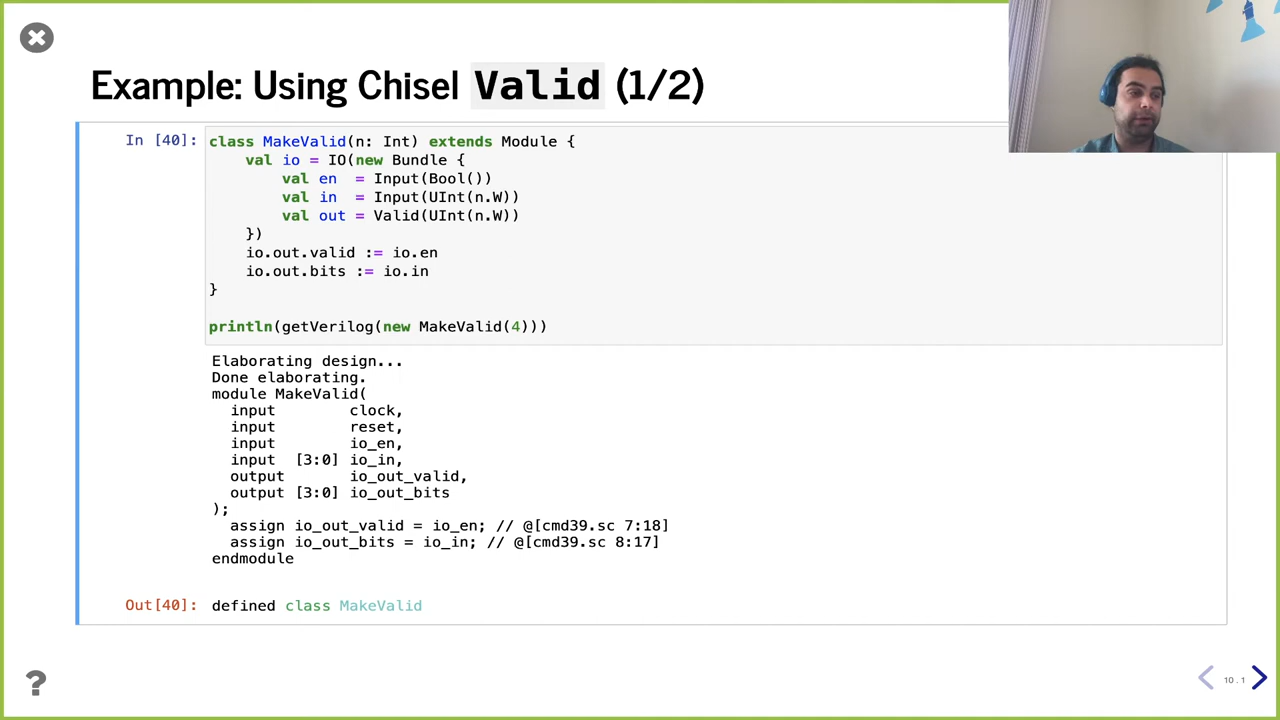 Example: Using Chisel Valid (1/2)
In [40]: class MakeValid(n: Int) extends Module {
val io = IO(new Bundle {
val en = Input(Bool())
val in = Input(UInt(n.W))
val out = Valid(UInt(n.W))
})
io.out.valid := io.en
io.out.bits := io.in
}
println(getVerilog(new MakeValid(4)))
Elaborating design...
Done elaborating.
module MakeValid(
input clock,
input reset,
input io_en,
input [3:0] io_in,
output io_out_valid,
output [3:0] io_out_bits
);
assign io_out_valid = io_en; // @[cmd39.sc 7:18]
assign io_out_bits = io_in; // @[cmd39.sc 8:17]
endmodule
Out[40]: defined class MakeValid
?
10.1